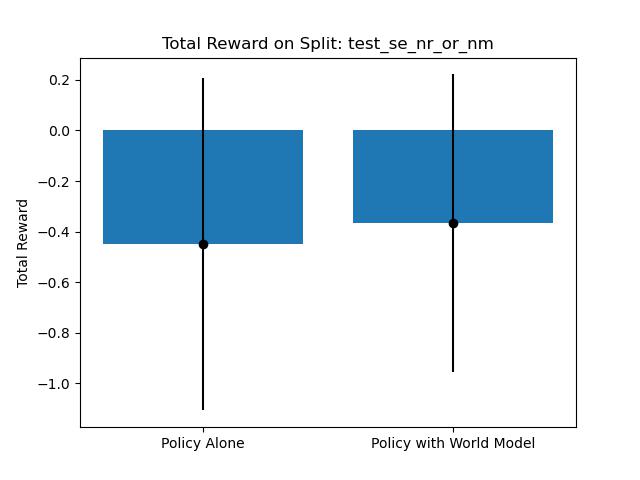 Total Reward on Split: test_se_nr_or_nm
Total Reward
0.2
0.0
−0.2
−0.4
−0.6
−0.8
−1.0
Policy Alone
Policy with World Model